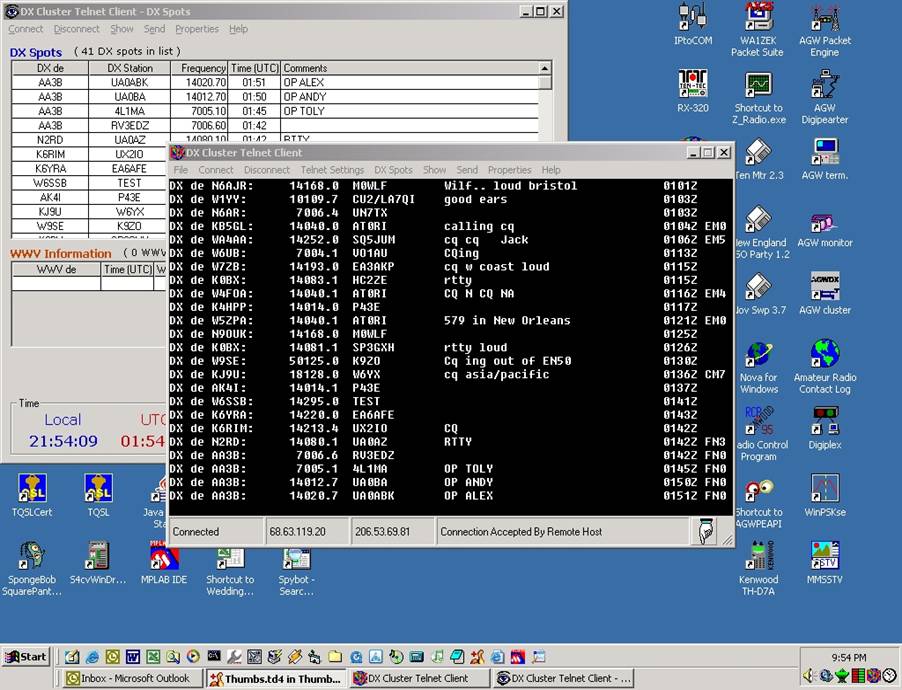 DX Cluster Telnet Client - DX Spots
Connect Disconnect Show Send Properties Help
DX Spots ( 41 DX spots in list )
DX de DX Station Frequency Time (UTC) Comments
AA3B UA0ABK 14020.70 01:51 OP ALEX
AA3B UA0BA 14012.70 01:50 OP ANDY
AA3B 4L1MA 7005.10 01:45 OP TOLY
AA3B RV3EDZ 7006.60 01:42
N2RD UA0AZ 14080.10 01:42 RTTY
K6RIM UX2IO
K6YRA EA6AFE
W6SSB TEST
AK4I P43E
KJ9U W6YX
W9SE K9ZO
WWV Information ( 0 WWV
WWV de Time (UTC) W
Time
Local UTC
21:54:09 01:54
DX Cluster Telnet Client
File Connect Disconnect Telnet Settings DX Spots Show Send Properties Help
DX de N6AJR: 14168.0 M0WLF Wilf.. loud bristol 0101Z
DX de W1YY: 10109.7 CU2/LA7QI good ears 0103Z
DX de N6AR: 7006.4 UN7TX 0103Z
DX de KB5GL: 14040.0 AT0RI calling cq 0104Z EM0
DX de WA4AA: 14252.0 SQ5JUM cq cq Jack 0106Z EM5
DX de W6UB: 7004.1 VO1AU CQing 0113Z
DX de W7ZB: 14193.0 EA3AKP cq w coast loud 0115Z
DX de K0BX: 14083.1 HC2ZE rtty 0115Z
DX de W4FOA: 14040.1 AT0RI CQ N CQ NA 0116Z EM4
DX de K4HPP: 14014.0 P43E 0117Z
DX de W5ZPA: 14040.1 AT0RI 579 in New Orleans 0121Z EM0
DX de N9OUK: 14168.0 M0WLF 0125Z
DX de K0BX: 14081.1 SP3GXH rtty loud 0126Z
DX de W9SE: 50125.0 K9ZO Cq ing out of EN50 0130Z
DX de KJ9U: 18128.0 W6YX cq asia/pacific 0136Z CM7
DX de AK4I: 14014.1 P43E 0137Z
DX de W6SSB: 14295.0 TEST 0141Z
DX de K6YRA: 14220.0 EA6AFE 0143Z
DX de K6RIM: 14213.4 UX2IO CQ 0142Z
DX de N2RD: 14080.1 UA0AZ RTTY 0142Z FN3
DX de AA3B: 7006.6 RV3EDZ 0142Z FN0
DX de AA3B: 7005.1 4L1MA OP TOLY 0145Z FN0
DX de AA3B: 14012.7 UA0BA OP ANDY 0150Z FN0
DX de AA3B: 14020.7 UA0ABK OP ALEX 0151Z FN0
Connected 68.63.119.20 206.53.69.81 Connection Accepted By Remote Host
IPtoCOM
WA1ZEK
Packet Suite
AGW Packet
Engine
RX-320
Shortcut to
Z_Radio.exe
AGW
Digipearter
Ten Mtr 2.3
AGW term.
ew England
SO Party 1.2
AGW monitor
Nov Swp 3.7
AGW cluster
Nova for
Windows
Amateur Radio
Contact Log
adio Control
Program
Digiplex
Shortcut to
AGWPEAPI
WinPSKse
Kenwood
TH-D7A
MMSSTV
TQSLCert
TQSL
Java
Sta
SpongeBob
SquarePant...
S4cvWinDr...
MPLAB IDE
Shortcut to
Wedding...
Spybot -
Searc...
Start
9:54 PM
Inbox - Microsoft Outlook
Thumbs.td4 in Thumb...
DX Cluster Telnet Client
DX Cluster Telnet Client - ...